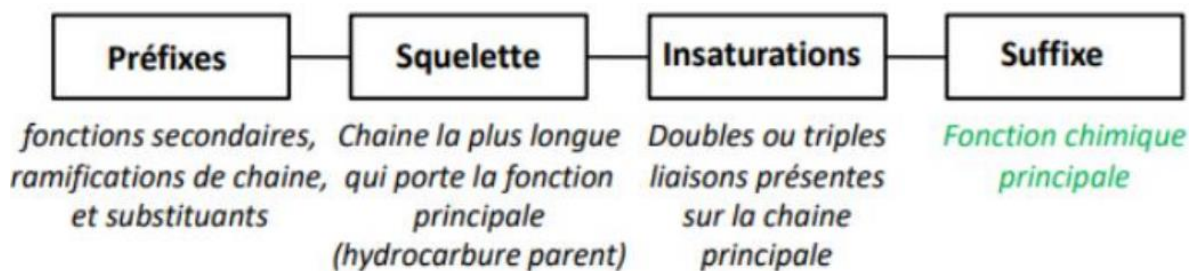 Préfixes
Squelette
Insaturations
Suffixe
fonctions secondaires,
ramifications de chaine,
et substituants
Chaine la plus longue
qui porte la fonction
principale
(hydrocarbure parent)
Doubles ou triples
liaisons présentes
sur la chaine
principale
Fonction chimique
principale